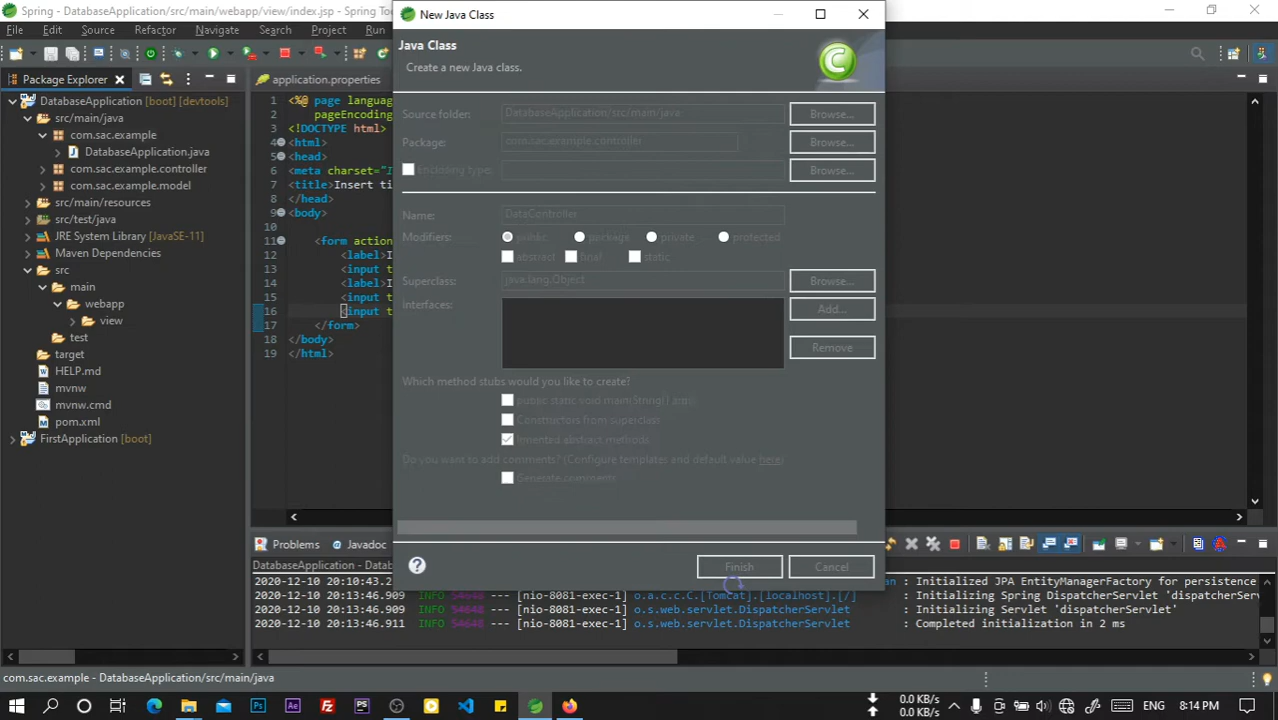 DatabaseApplication/src/main/webapp/view/index.jsp - Spring To
New Java Class
File Edit Source Refactor Navigate Search Project Run
Java Class
Create a new Java class.
Package Explorer
application.properties
DatabaseApplication [boot] [devtools]
src/main/java
com.sac.example
DatabaseApplication.java
com.sac.example.controller
com.sac.example.model
src/main/resources
src/test/java
JRE System Library [JavaSE-11]
Maven Dependencies
src
main
webapp
view
test
target
HELP.md
mvnw
mvnw.cmd
pom.xml
FirstApplication [boot]
1 <%@ page languag
2 pageEncoding
3 <!DOCTYPE html>
4 <html>
5 <head>
6 <meta charset="I
7 <title>Insert ti
8 </head>
9 <body>
10
11 <form action
12 <label>I
13 <input t
14 <label>I
15 <input t
16 <input t
17 </form>
18 </body>
19 </html>
Source folder: DatabaseApplication/src/main/java Browse...
Package: com.sac.example.controller Browse...
Enclosing type: Browse...
Name: DataController
Modifiers: public package private protected
abstract final static
Superclass: java.lang.Object Browse...
Interfaces: Add...
Remove
Which method stubs would you like to create?
public static void main(String[] args)
Constructors from superclass
Inherited abstract methods
Do you want to add comments? (Configure templates and default value here)
Generate comments
Finish Cancel
Problems Javadoc
DatabaseApplication - Database
2020-12-10 20:10:43.2 an : Initialized JPA EntityManagerFactory for persistence
2020-12-10 20:13:46.909 INFO 54648 --- [nio-8081-exec-1] o.a.c.c.C.[Tomcat].[localhost].[/] : Initializing Spring DispatcherServlet 'dispatcherServle
2020-12-10 20:13:46.909 INFO 54648 --- [nio-8081-exec-1] o.s.web.servlet.DispatcherServlet : Initializing Servlet 'dispatcherServlet'
2020-12-10 20:13:46.911 INFO 54648 --- [nio-8081-exec-1] o.s.web.servlet.DispatcherServlet : Completed initialization in 2 ms
com.sac.example - DatabaseApplication/src/main/java
0.0 KB/s
0.0 KB/s
ENG 8:14 PM